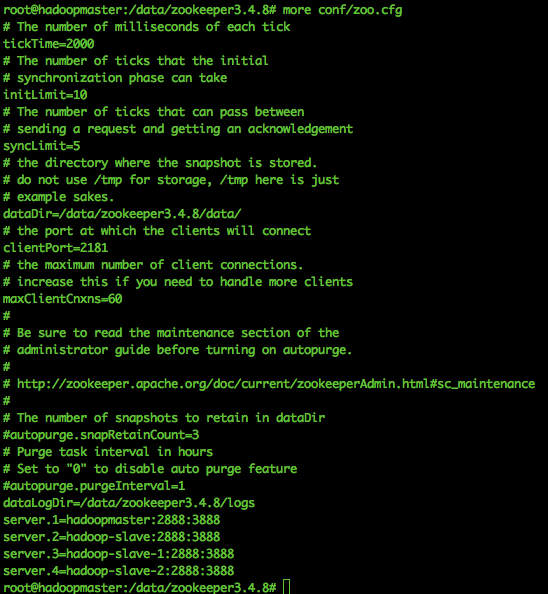 root@hadoopmaster:/data/zookeeper3.4.8# more conf/zoo.cfg
# The number of milliseconds of each tick
tickTime=2000
# The number of ticks that the initial
# synchronization phase can take
initLimit=10
# The number of ticks that can pass between
# sending a request and getting an acknowledgement
syncLimit=5
# the directory where the snapshot is stored.
# do not use /tmp for storage, /tmp here is just
# example sakes.
dataDir=/data/zookeeper3.4.8/data/
# the port at which the clients will connect
clientPort=2181
# the maximum number of client connections.
# increase this if you need to handle more clients
maxClientCnxns=60
#
# Be sure to read the maintenance section of the
# administrator guide before turning on autopurge.
#
# http://zookeeper.apache.org/doc/current/zookeeperAdmin.html#sc_maintenance
#
# The number of snapshots to retain in dataDir
#autopurge.snapRetainCount=3
# Purge task interval in hours
# Set to "0" to disable auto purge feature
#autopurge.purgeInterval=1
dataLogDir=/data/zookeeper3.4.8/logs
server.1=hadoopmaster:2888:3888
server.2=hadoop-slave:2888:3888
server.3=hadoop-slave-1:2888:3888
server.4=hadoop-slave-2:2888:3888
root@hadoopmaster:/data/zookeeper3.4.8#